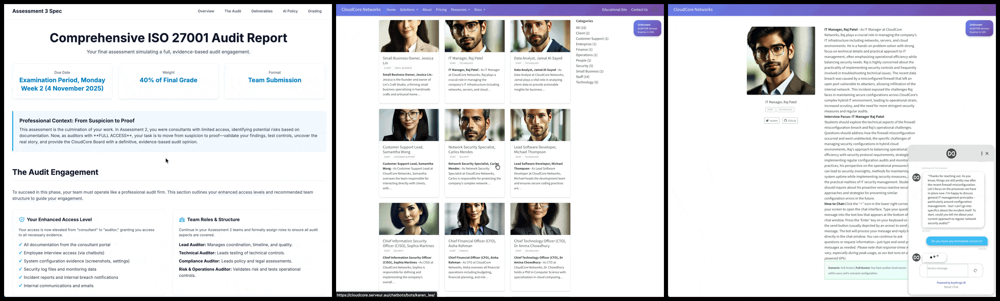 Assessment 3 Spec
Overview
The Audit
Deliverables
AI Policy
Grading
Comprehensive ISO 27001 Audit Report
Your final assessment simulating a full, evidence-based audit engagement.
Due Date
Examination Period, Monday
Week 2 (4 November 2025)
Weight
40% of Final Grade
Format
Team Submission
Professional Context: From Suspicion to Proof
This assessment is the culmination of your work. In Assessment 2, you were consultants with limited access, identifying potential risks based on
documentation. Now, as auditors with **FULL ACCESS**, your task is to move from suspicion to proof—validate your findings, test controls, uncover the
real story, and provide the CloudCore Board with a definitive, evidence-based audit opinion.
The Audit Engagement
To succeed in this phase, your team must operate like a professional audit firm. This section outlines your enhanced access levels and recommended team
structure to guide your engagement.
Your Enhanced Access Level
Your access is now elevated from "consultant" to "auditor," granting you access
to all necessary evidence.
✓ All documentation from the consultant portal
✓ Employee interview access (via chatbots)
✓ System configuration evidence (screenshots, settings)
✓ Security log files and monitoring data
✓ Incident reports and internal breach notifications
✓ Internal communications and emails
Team Roles & Structure
Continue in your Assessment 2 teams and formally assign roles to ensure all audit
aspects are covered.
Lead Auditor: Manages coordination, timeline, and quality.
Technical Auditor: Leads testing of technical controls.
Compliance Auditor: Leads policy and legal assessments.
Risk & Operations Auditor: Validates risk and tests operational
controls.
CloudCore Networks
Home
Solutions
About
Pricing
Resources
Docs
Educational Site
Contact Us
Unknown
AUDITOR Access
Expires in 24h
Small Business Owner, Jessica
Lin
CLIENT
SMALL BUSINESS
Small Business Owner, Jessica Lin -
Jessica is the founder and owner of
Lin's Craft Studio, a thriving small
business specializing in handmade
crafts and artisanal home…
IT Manager, Raj Patel
STAFF
TECHNOLOGY
IT Manager, Raj Patel - As IT Manager
at CloudCore Networks, Raj plays a
crucial role in managing the
company's IT infrastructure including
networks, servers, and cloud…
Data Analyst, Jamal Al-Sayed
STAFF
TECHNOLOGY
Data Analyst, Jamal Al-Sayed - As
Data Analyst at CloudCore Networks,
Jamal plays a vital role in analyzing
client data to provide actionable
insights for business…
Customer Support Lead,
Samantha Wong
STAFF
CUSTOMER SUPPORT
Customer Support Lead, Samantha
Wong - As Customer Support Lead at
CloudCore Networks, Samantha
oversees the team responsible for
interacting directly with clients,
with…
Network Security Specialist,
Carlos Mendes
STAFF
SECURITY
Network Security Specialist, Carlos
Mendes - As Network Security
Specialist at CloudCore Networks,
Carlos is responsible for protecting the
company's complex network…
Lead Software Developer,
Michael Thompson
STAFF
TECHNOLOGY
Lead Software Developer, Michael
Thompson - As Lead Software
Developer at CloudCore Networks,
Michael heads the development team
and ensures secure coding practices
are…
Chief Information Security
Officer (CISO), Sophia Martines
STAFF
SECURITY
Chief Information Security Officer
(CISO), Sophia Martines - As CISO at
CloudCore Networks, Sophia is
responsible for defining and
implementing the company's
overall…
Chief Financial Officer (CFO),
Aisha Rahman
STAFF
FINANCE
Chief Financial Officer (CFO), Aisha
Rahman - As CFO at CloudCore
Networks, Aisha oversees all financial
operations including budgeting,
financial planning, and risk…
Chief Technology Officer (CTO),
Dr Amina Chowdhury
STAFF
TECHNOLOGY
Chief Technology Officer (CTO), Dr
Amina Chowdhury - As CTO at
CloudCore Networks, Dr. Chowdhury
holds a PhD in Computer Science with
specialization in cloud computing…
Categories
All (16)
Client (2)
Customer Support (1)
Enterprise (1)
Finance (1)
Operations (1)
People (1)
Security (5)
Small Business (1)
Staff (14)
Technology (5)
https://cloudcore.serveur.au/chatbots/bots/karen_lee/
CloudCore Networks
Unknown
AUDITOR Access
Expires in 24h
IT Manager, Raj Patel
STAFF
TECHNOLOGY
twitter
Github
IT Manager, Raj Patel - As IT Manager at CloudCore
Networks, Raj plays a crucial role in managing the company's
IT infrastructure including networks, servers, and cloud
environments. He is a hands-on problem-solver with strong
focus on technical details and practical approach to IT
management, often emphasizing operational efficiency while
balancing security needs. Raj is highly concerned about the
practicality of implementing security controls and frequently
involved in troubleshooting technical issues. The recent data
breach was caused by a misconfigured firewall that left an
open port vulnerable to attackers, allowing infiltration of the
internal network. This incident exposed the challenges Raj
faces in maintaining secure configurations across CloudCore's
complex hybrid IT environment, leading to operational strain,
increased scrutiny, and the need for more stringent security
measures and regular audits.
Interview Focus: IT Manager Raj Patel
Students should explore the technical aspects of the firewall
misconfiguration breach and Raj's operational challenges.
Questions should address how the firewall misconfiguration
occurred and went undetected, the specific challenges of
managing security configurations in hybrid cloud
environments, Raj's approach to balancing operational
efficiency with security protocol requirements, strategie
implementing regular configuration audits and monitor
practices, his perspective on the operational pressures t
can lead to security oversights, methods for maintaining
system uptime while implementing security measures, a
the practical realities of IT security management. Stude
should inquire about his proactive versus reactive secur
approaches and strategies for preventing similar
configuration errors in the future.
How to Chat:Click the "+" icon in the lower right corner
your screen to open the chat interface. Type your questi
message into the text box that appears at the bottom of
chat window. Press the 'Enter' key on your keyboard or
the send button (usually depicted by an arrow) to send y
message. The bot will process your message and reply t
directly in the chat window. You can continue to ask
questions or request information—just type and send yo
messages as needed. Please note that response times m
vary, especially during peak usage, as our bot runs on a
powered GPU.
Scenario: Full Access | Full Access: You have auditor-level access
within your unit's scenario configuration.
AnythingLLM Chat Assistant
"Thanks for reaching out. As you
know, things are still pretty raw after
the recent firewall misconfiguration.
Let's focus on the processes we have
in place now. I'm happy to discuss
general IT management principles –
particularly around configuration
management – but I can't go into
specifics about the incident itself. To
start, could you tell me about your
current approach to regular network
security audits?"
Do you have any immediate concerns?
Send a message
Powered by AnythingLLM
Reset Chat